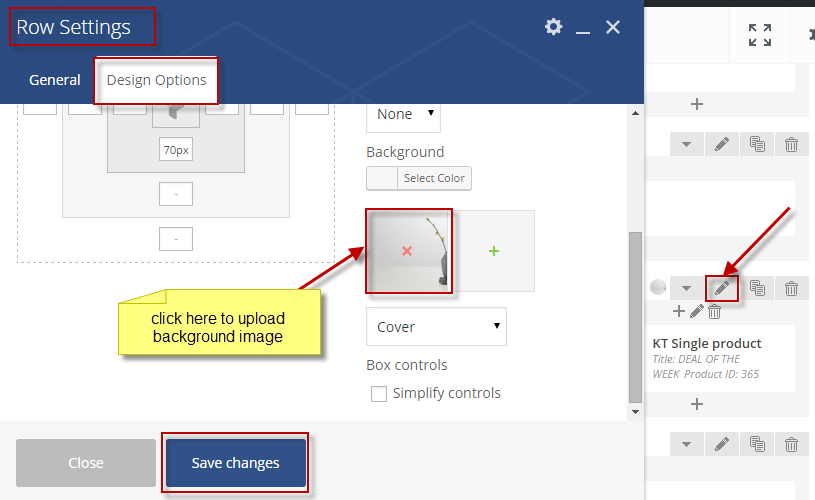 Row Settings
General
Design Options
70px
-
-
None
Background
Select Color
click here to upload
background image
Cover
Box controls
Simplify controls
Close
Save changes
KT Single product
Title: DEAL OF THE
WEEK Product ID: 365